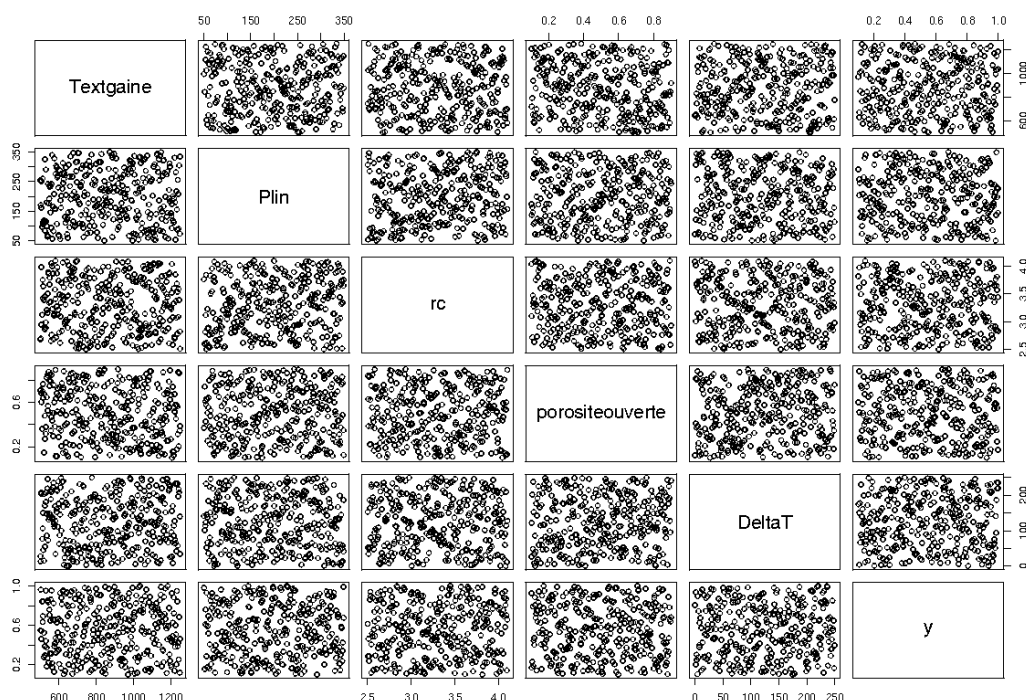 50 150 250 350
0.2 0.4 0.6 0.8
0.2 0.4 0.6 0.8 1.0
Textgaine
600 1100
50 150 250 350
Plin
rc
2.5 3.0 3.5 4.0
0.2 0.6
porositeouverte
DeltaT
0 100 200
0.2 0.6 1.0
y
600 800 1000 1200
2.5 3.0 3.5 4.0
0 50 100 150 200 250